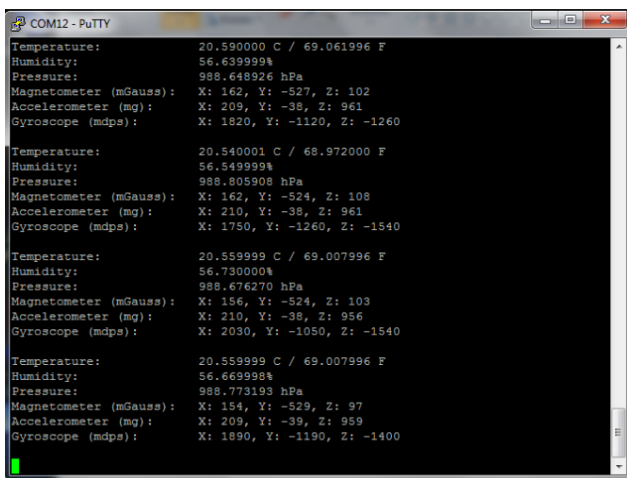 COM12 - PuTTY
Temperature: 20.590000 C / 69.061996 F
Humidity: 56.639999%
Pressure: 988.648926 hPa
Magnetometer (mGauss): X: 162, Y: -527, Z: 102
Accelerometer (mg): X: 209, Y: -38, Z: 961
Gyroscope (mdps): X: 1820, Y: -1120, Z: -1260
Temperature: 20.540001 C / 68.972000 F
Humidity: 56.549999%
Pressure: 988.805908 hPa
Magnetometer (mGauss): X: 162, Y: -524, Z: 108
Accelerometer (mg): X: 210, Y: -38, Z: 961
Gyroscope (mdps): X: 1750, Y: -1260, Z: -1540
Temperature: 20.559999 C / 69.007996 F
Humidity: 56.730000%
Pressure: 988.676270 hPa
Magnetometer (mGauss): X: 156, Y: -524, Z: 103
Accelerometer (mg): X: 210, Y: -38, Z: 956
Gyroscope (mdps): X: 2030, Y: -1050, Z: -1540
Temperature: 20.559999 C / 69.007996 F
Humidity: 56.669998%
Pressure: 988.773193 hPa
Magnetometer (mGauss): X: 154, Y: -529, Z: 97
Accelerometer (mg): X: 209, Y: -39, Z: 959
Gyroscope (mdps): X: 1890, Y: -1190, Z: -1400